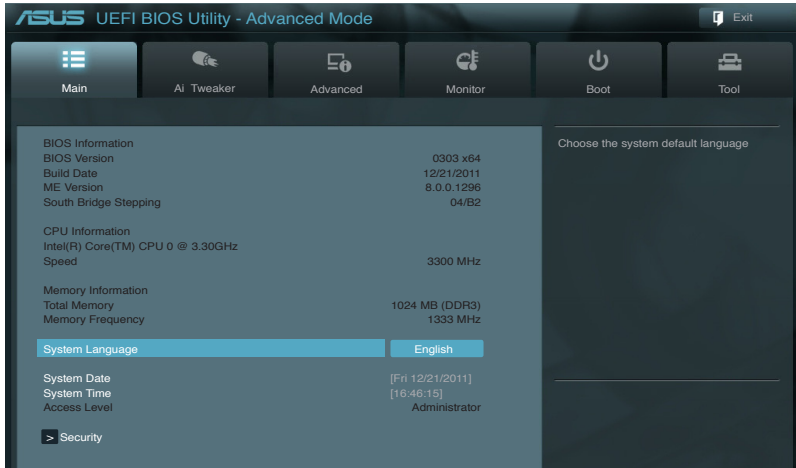 ASUS UEFI BIOS Utility - Advanced Mode
Exit
Main
Ai Tweaker
Advanced
Monitor
Boot
Tool
BIOS Information
BIOS Version 0303 x64
Build Date 12/21/2011
ME Version 8.0.0.1296
South Bridge Stepping 04/B2
CPU Information
Intel(R) Core(TM) CPU 0 @ 3.30GHz
Speed 3300 MHz
Memory Information
Total Memory 1024 MB (DDR3)
Memory Frequency 1333 MHz
System Language English
System Date [Fri 12/21/2011]
System Time [16:46:15]
Access Level Administrator
> Security
Choose the system default language